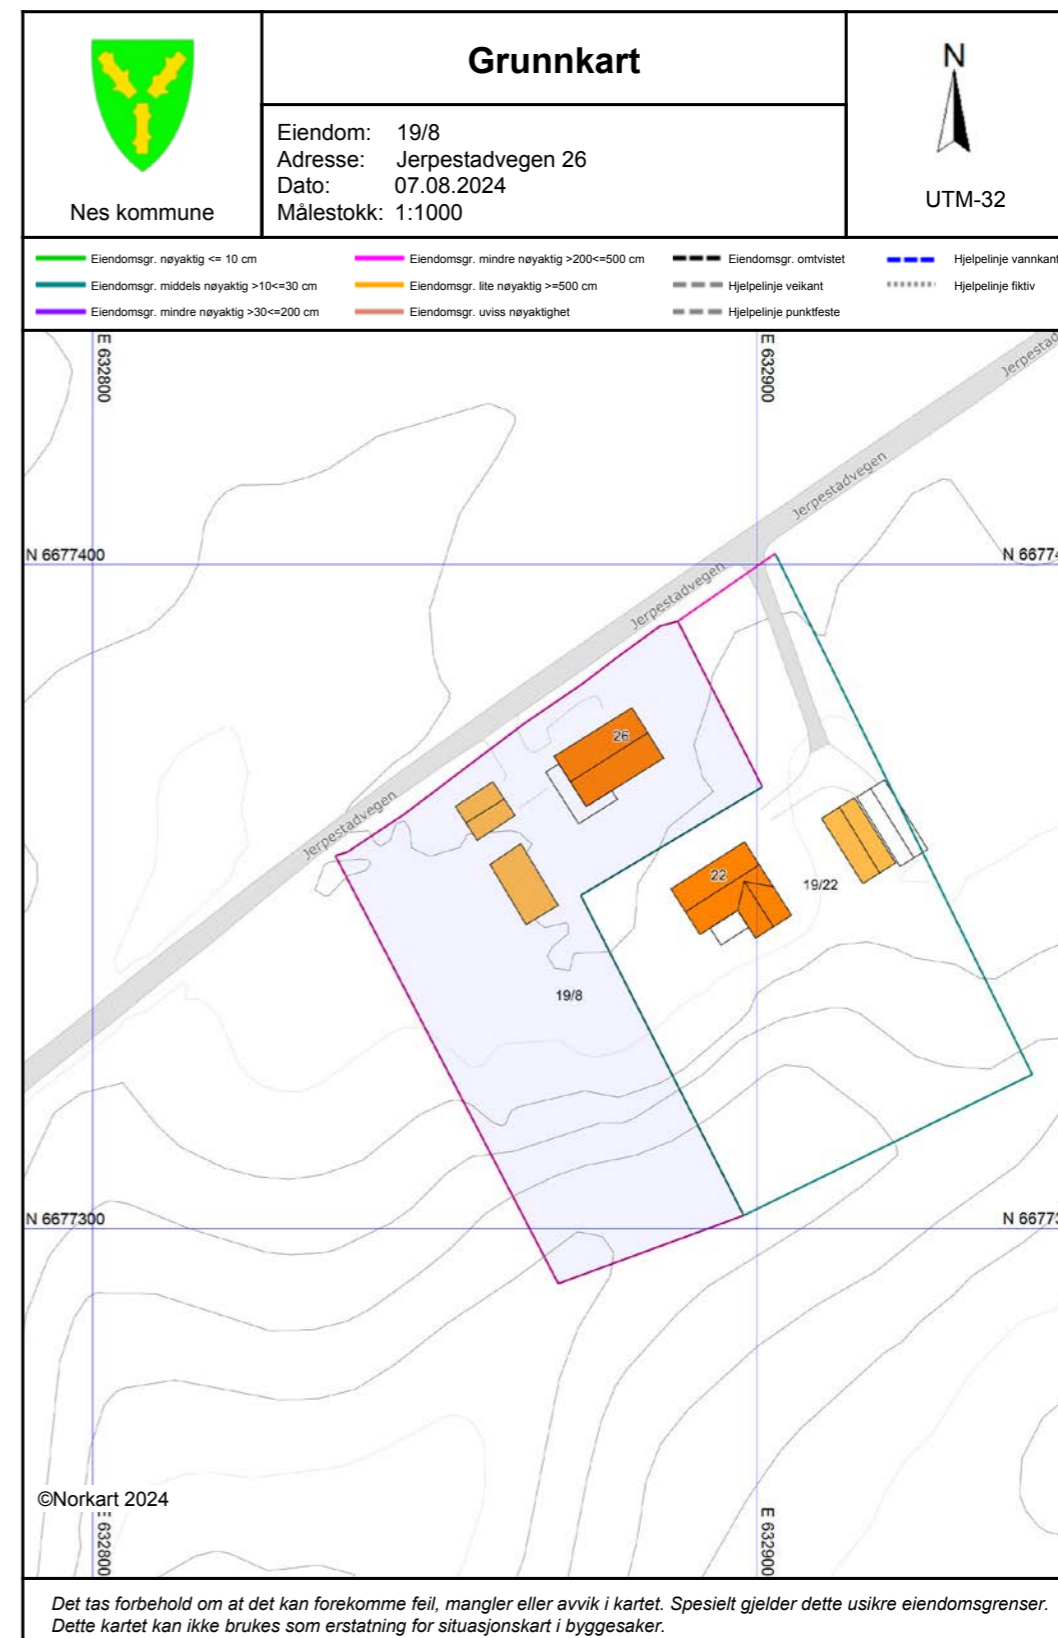 Grunnkart
Nes kommune
Eiendom: 19/8
Adresse: Jerpestadvegen 26
Dato: 07.08.2024
Målestokk: 1:1000
N
UTM-32
Eiendomsgr. nøyaktig <= 10 cm
Eiendomsgr. middels nøyaktig >10<=30 cm
Eiendomsgr. mindre nøyaktig >30<=200 cm
Eiendomsgr. mindre nøyaktig >200<=500 cm
Eiendomsgr. lite nøyaktig >=500 cm
Eiendomsgr. uviss nøyaktighet
Eiendomsgr. omtvistet
Hjelpelinje veikant
Hjelpelinje punktfeste
Hjelpelinje vannkant
Hjelpelinje fiktiv
E 632800
E 632900
Jerpestad
Jerpestadvegen
N 6677400
N 66774
Jerpestadvegen
26
Jerpestadvegen
22
19/22
19/8
N 6677300
N 66773
©Norkart 2024
E 632800
E 632900
Det tas forbehold om at det kan forekomme feil, mangler eller avvik i kartet. Spesielt gjelder dette usikre eiendomsgrenser.
Dette kartet kan ikke brukes som erstatning for situasjonskart i byggesaker.